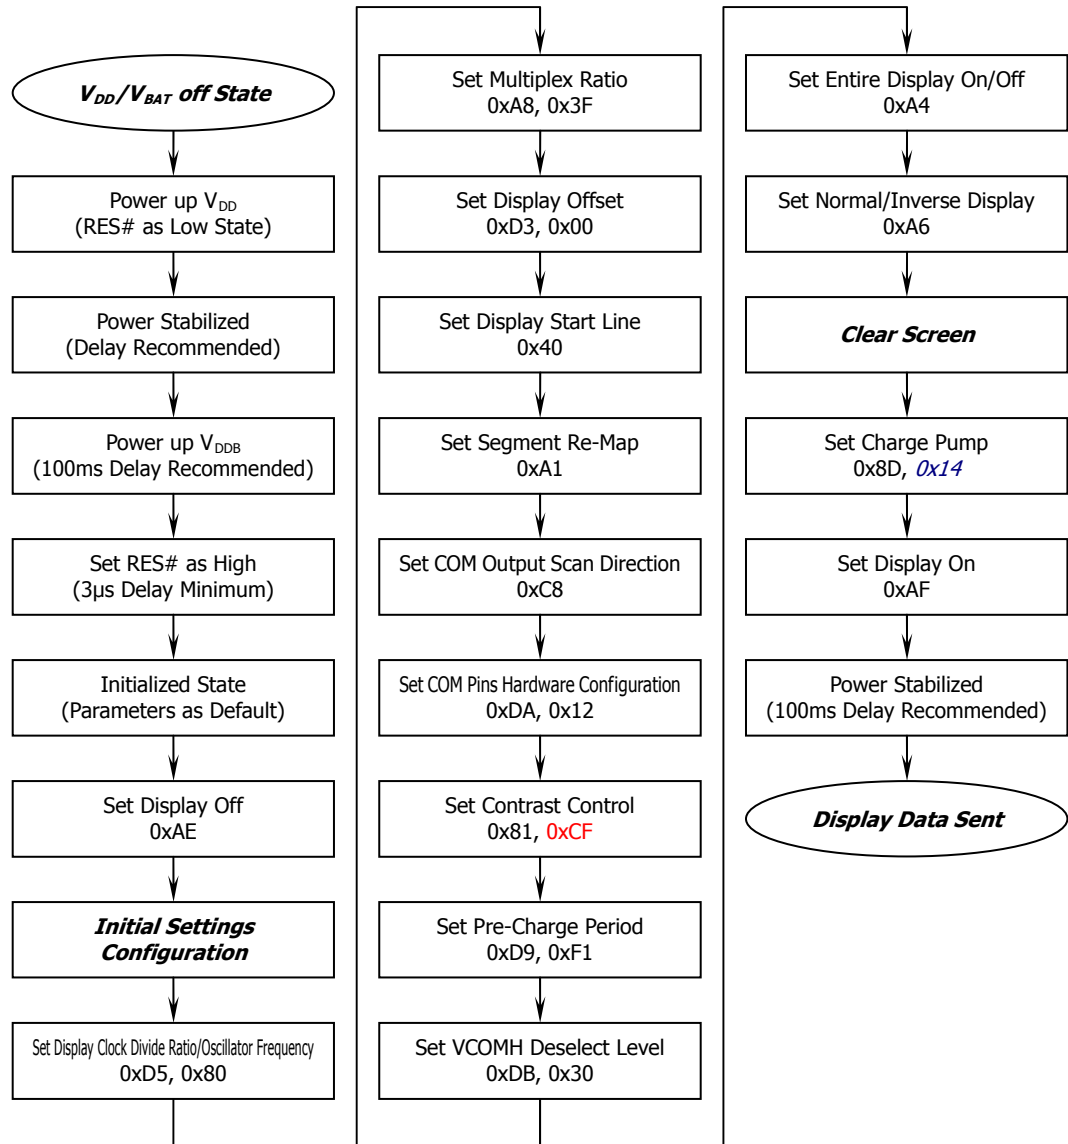 V_DD/V_BAT off State
Power up V_DD
(RES# as Low State)
Power Stabilized
(Delay Recommended)
Power up V_DDB
(100ms Delay Recommended)
Set RES# as High
(3μs Delay Minimum)
Initialized State
(Parameters as Default)
Set Display Off
0xAE
Initial Settings
Configuration
Set Display Clock Divide Ratio/Oscillator Frequency
0xD5, 0x80
Set Multiplex Ratio
0xA8, 0x3F
Set Display Offset
0xD3, 0x00
Set Display Start Line
0x40
Set Segment Re-Map
0xA1
Set COM Output Scan Direction
0xC8
Set COM Pins Hardware Configuration
0xDA, 0x12
Set Contrast Control
0x81, 0xCF
Set Pre-Charge Period
0xD9, 0xF1
Set VCOMH Deselect Level
0xDB, 0x30
Set Entire Display On/Off
0xA4
Set Normal/Inverse Display
0xA6
Clear Screen
Set Charge Pump
0x8D, 0x14
Set Display On
0xAF
Power Stabilized
(100ms Delay Recommended)
Display Data Sent